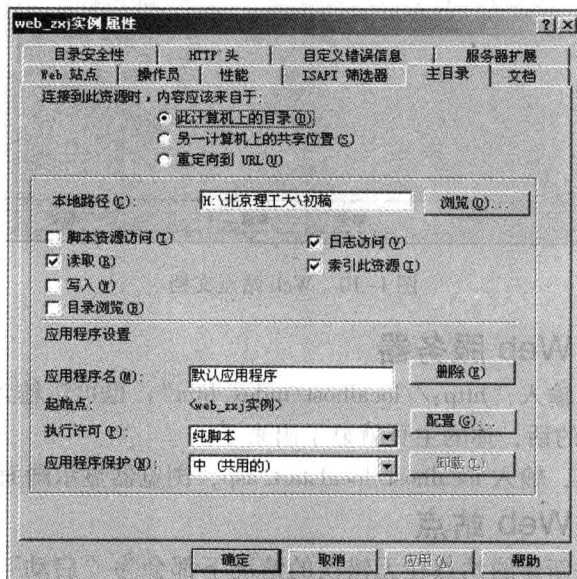 web_zxj实例 属性
目录安全性 HTTP 头 自定义错误信息 服务器扩展
Web 站点 操作员 性能 ISAPI 筛选器 主目录 文档
连接到此资源时,内容应该来自于:
此计算机上的目录(D)
另一计算机上的共享位置(S)
重定向到 URL(U)
本地路径(C): H:\北京理工大\初稿 浏览(O)...
脚本资源访问(T) 日志访问(V)
读取(R) 索引此资源(I)
写入(W)
目录浏览(B)
应用程序设置
应用程序名(M): 默认应用程序 删除(E)
起始点: <web_zxj实例>
执行许可(P): 纯脚本 配置(G)...
应用程序保护(N): 中 (共用的) 卸载(L)
确定 取消 应用(A) 帮助
Web 服务器
Web 站点